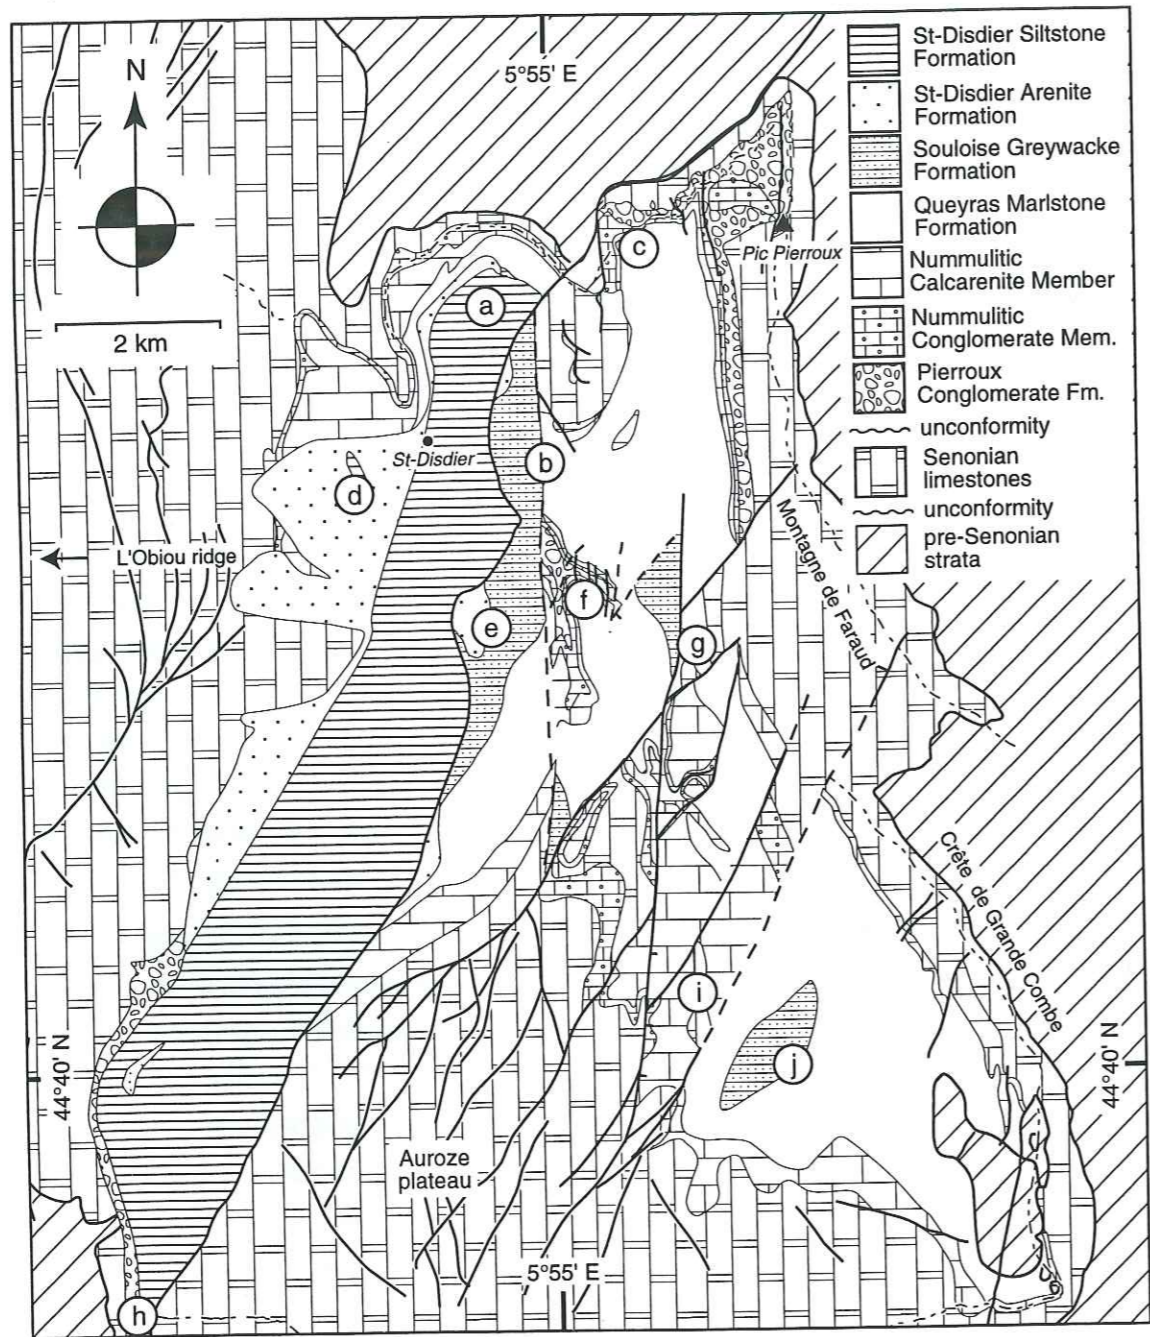 5°55' E
N
2 km
St-Disdier Siltstone
Formation
St-Disdier Arenite
Formation
Souloise Greywacke
Formation
Queyras Marlstone
Formation
Nummulitic
Calcarenite Member
Nummulitic
Conglomerate Mem.
Pierroux
Conglomerate Fm.
unconformity
Senonian
limestones
unconformity
pre-Senonian
strata
c
Pic Pierroux
a
St-Disdier
b
d
L'Obiou ridge
Montagne de Faraud
f
e
g
Crête de Grande Combe
i
j
44°40' N
44°40' N
Auroze
plateau
5°55' E
h